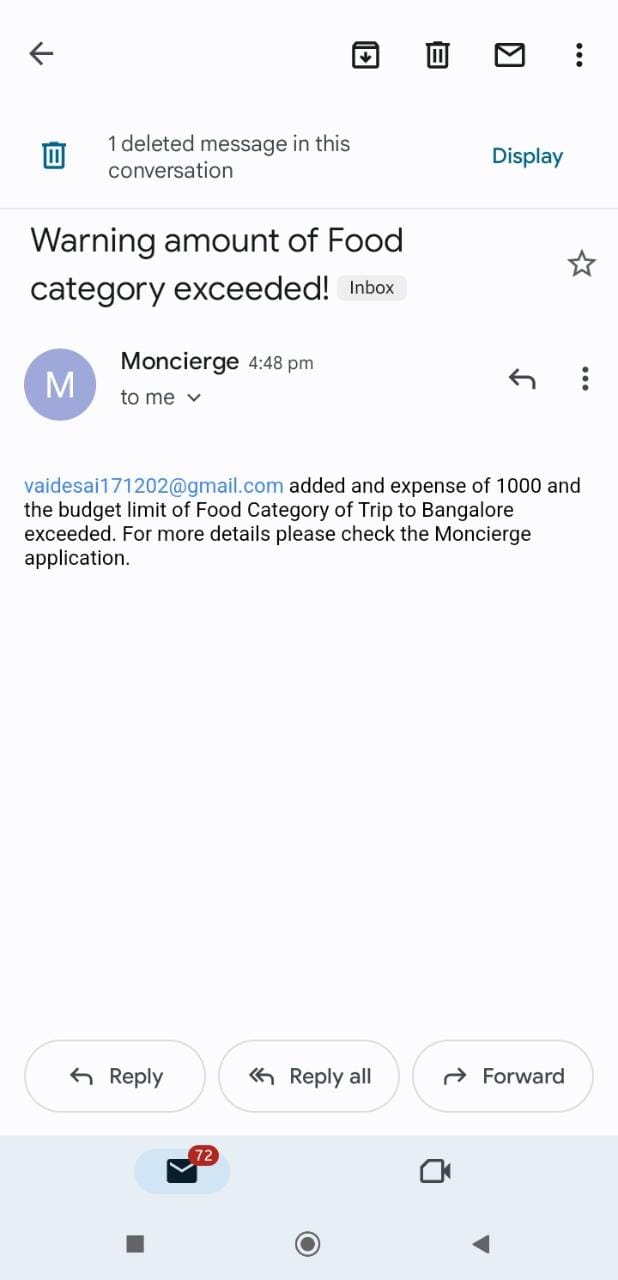 1 deleted message in this
conversation
Display
Warning amount of Food
category exceeded! Inbox
M
Moncierge 4:48 pm
to me
vaidesai171202@gmail.com added and expense of 1000 and
the budget limit of Food Category of Trip to Bangalore
exceeded. For more details please check the Moncierge
application.
Reply
Reply all
Forward
72